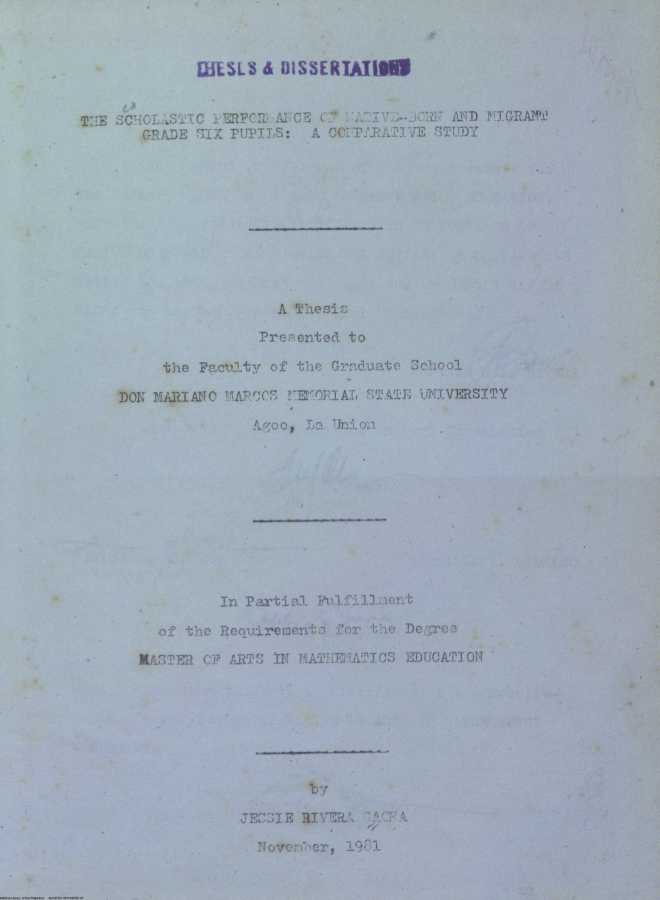 THESIS & DISSERTATIONS
THE SCHOLASTIC PERFORMANCE OF NATIVE-BORN AND MIGRANT
GRADE SIX PUPILS: A COMPARATIVE STUDY
A Thesis
Presented to
the Faculty of the Graduate School
DON MARIANO MARCOS MEMORIAL STATE UNIVERSITY
Agoo, La Union
In Partial Fulfillment
of the Requirements for the Degree
MASTER OF ARTS IN MATHEMATICS EDUCATION
by
JESSIE RIVERA
November, 1981